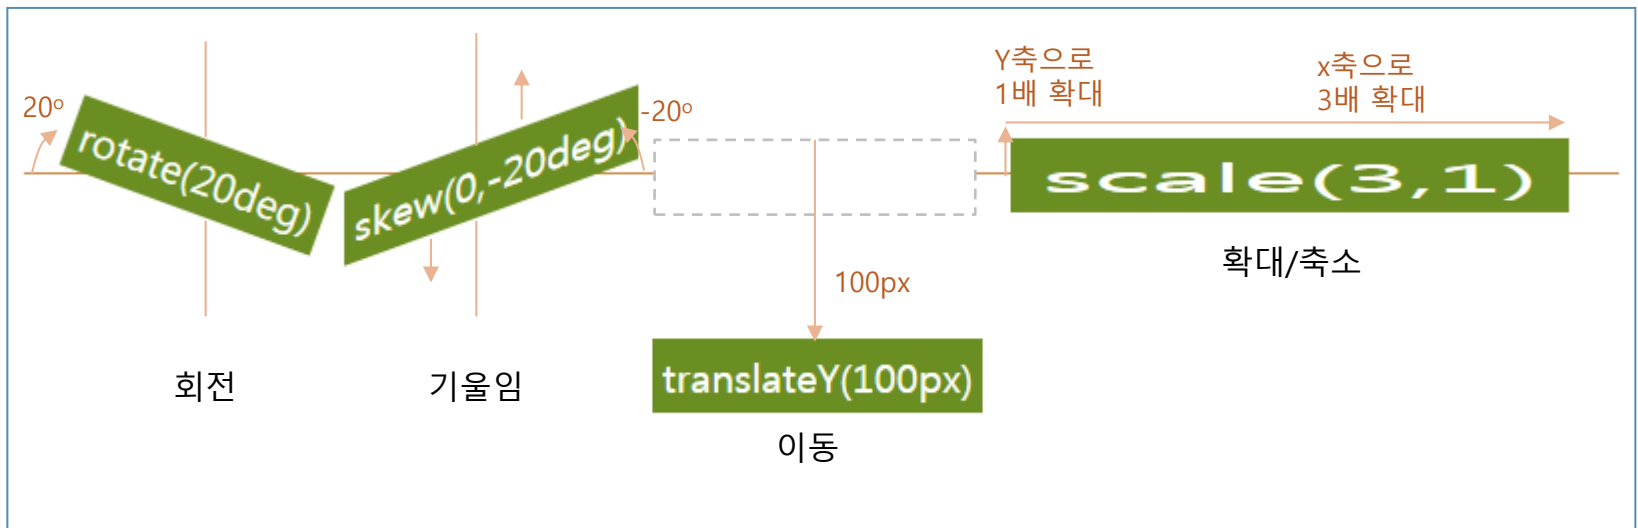 20º
rotate(20deg)
회전
skew(0,-20deg)
-20º
기울임
100px
translateY(100px)
이동
Y축으로
1배 확대
x축으로
3배 확대
scale(3,1)
확대/축소